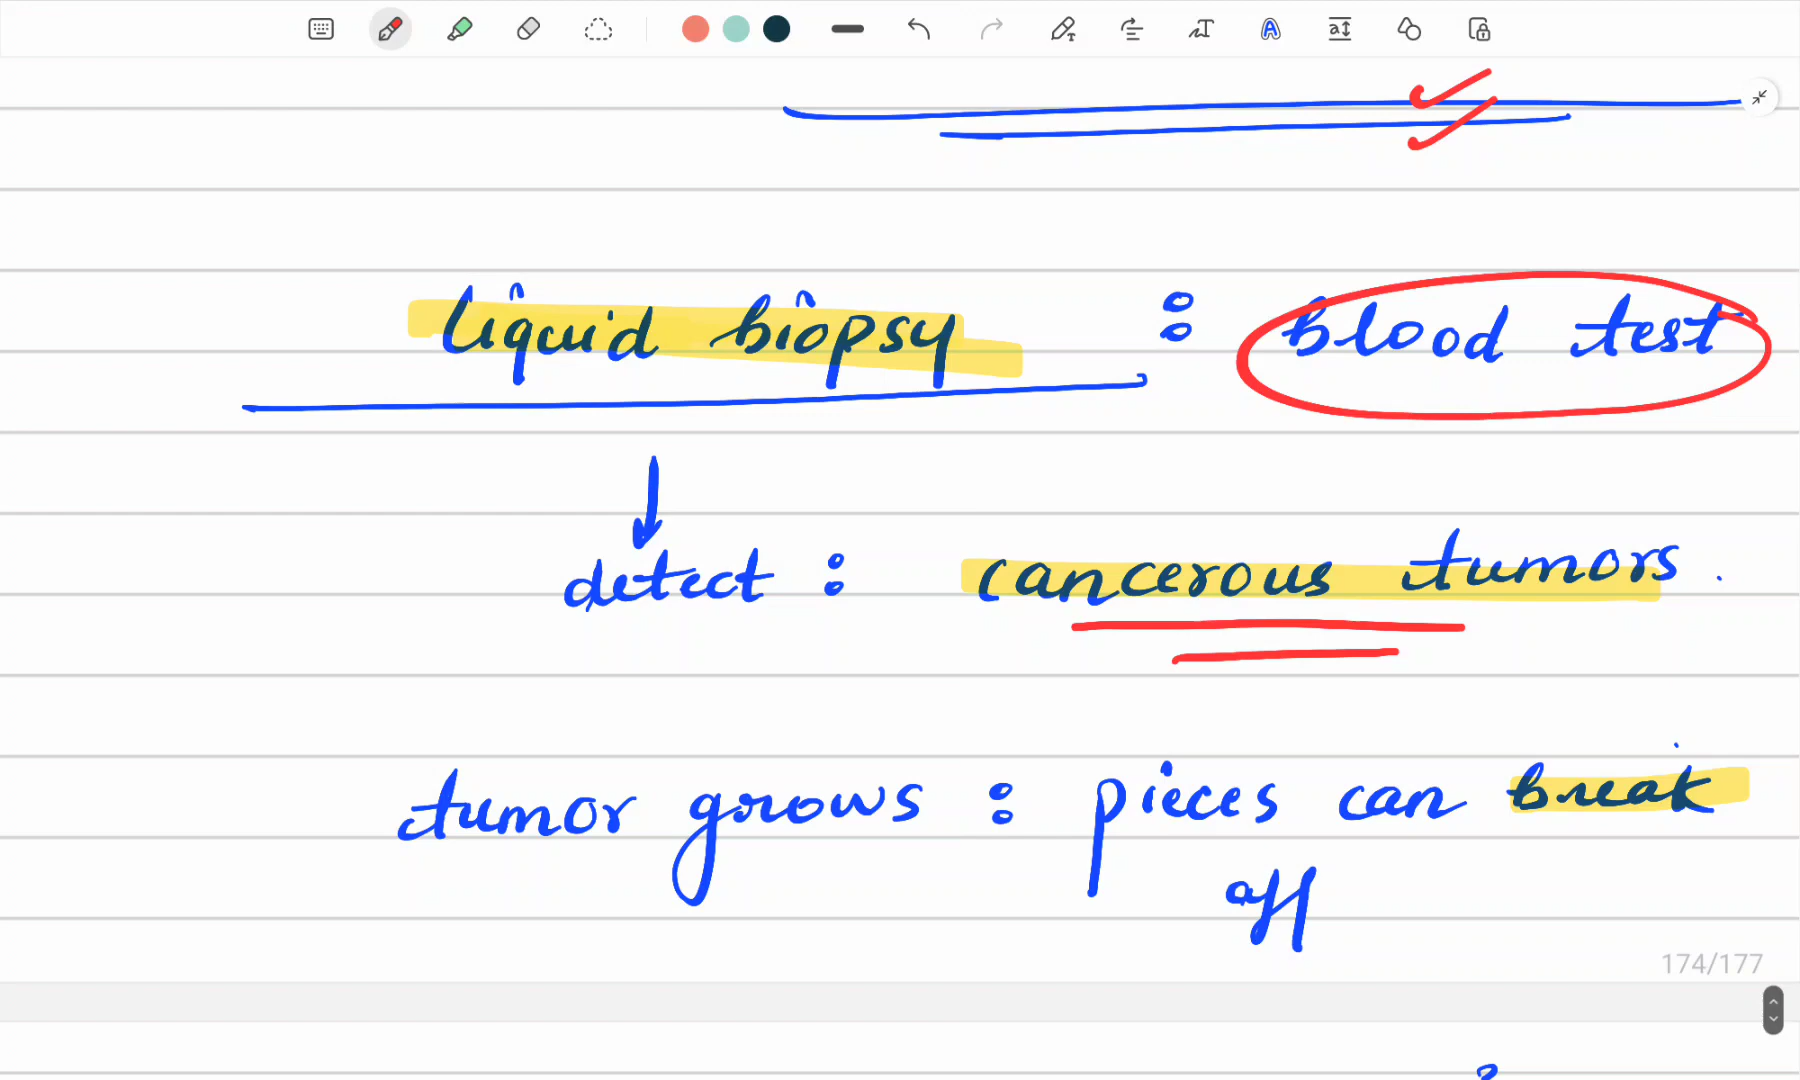 liquid biopsy : blood test
detect : cancerous tumors.
tumor grows : pieces can break
off
174/177